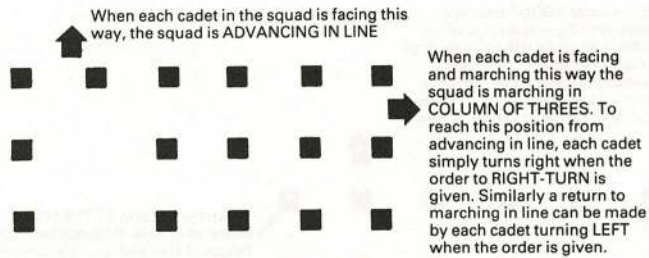 When each cadet in the squad is facing this
way, the squad is ADVANCING IN LINE
When each cadet is facing
and marching this way the
squad is marching in
COLUMN OF THREES. To
reach this position from
advancing in line, each cadet
simply turns right when the
order to RIGHT-TURN is
given. Similarly a return to
marching in line can be made
by each cadet turning LEFT
when the order is given.